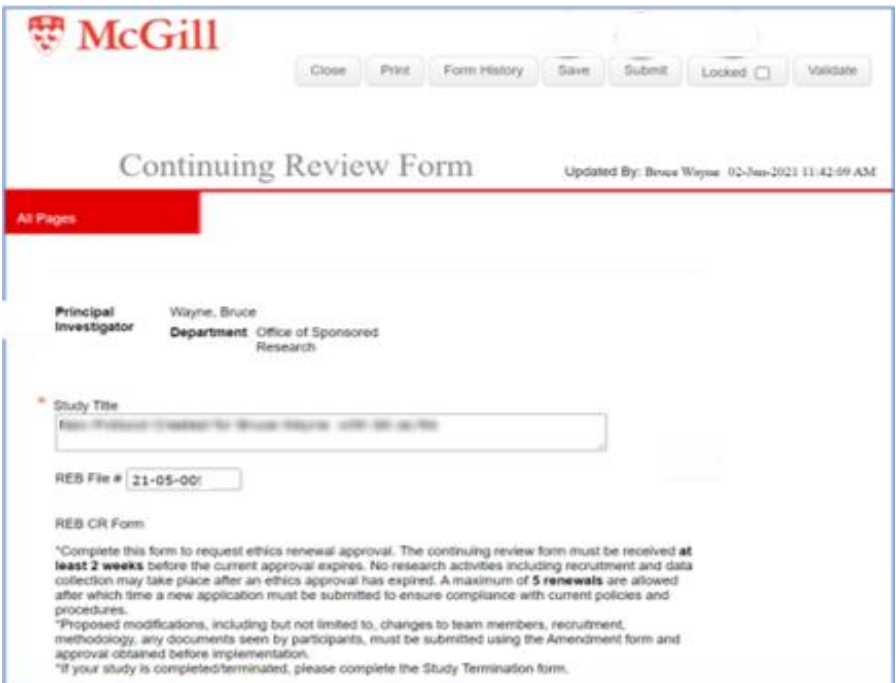 McGill
Close Print Form History Save Submit Locked Validate
Continuing Review Form Updated By: Bruce Wayne 02-Jun-2021 11:42:09 AM
All Pages
Principal Wayne, Bruce
Investigator Department Office of Sponsored
Research
* Study Title
REB File # 21-05-00
REB CR Form
*Complete this form to request ethics renewal approval. The continuing review form must be received at
least 2 weeks before the current approval expires. No research activities including recruitment and data
collection may take place after an ethics approval has expired. A maximum of 5 renewals are allowed
after which time a new application must be submitted to ensure compliance with current policies and
procedures.
*Proposed modifications, including but not limited to, changes to team members, recruitment,
methodology, any documents seen by participants, must be submitted using the Amendment form and
approval obtained before implementation.
*If your study is completed/terminated, please complete the Study Termination form.